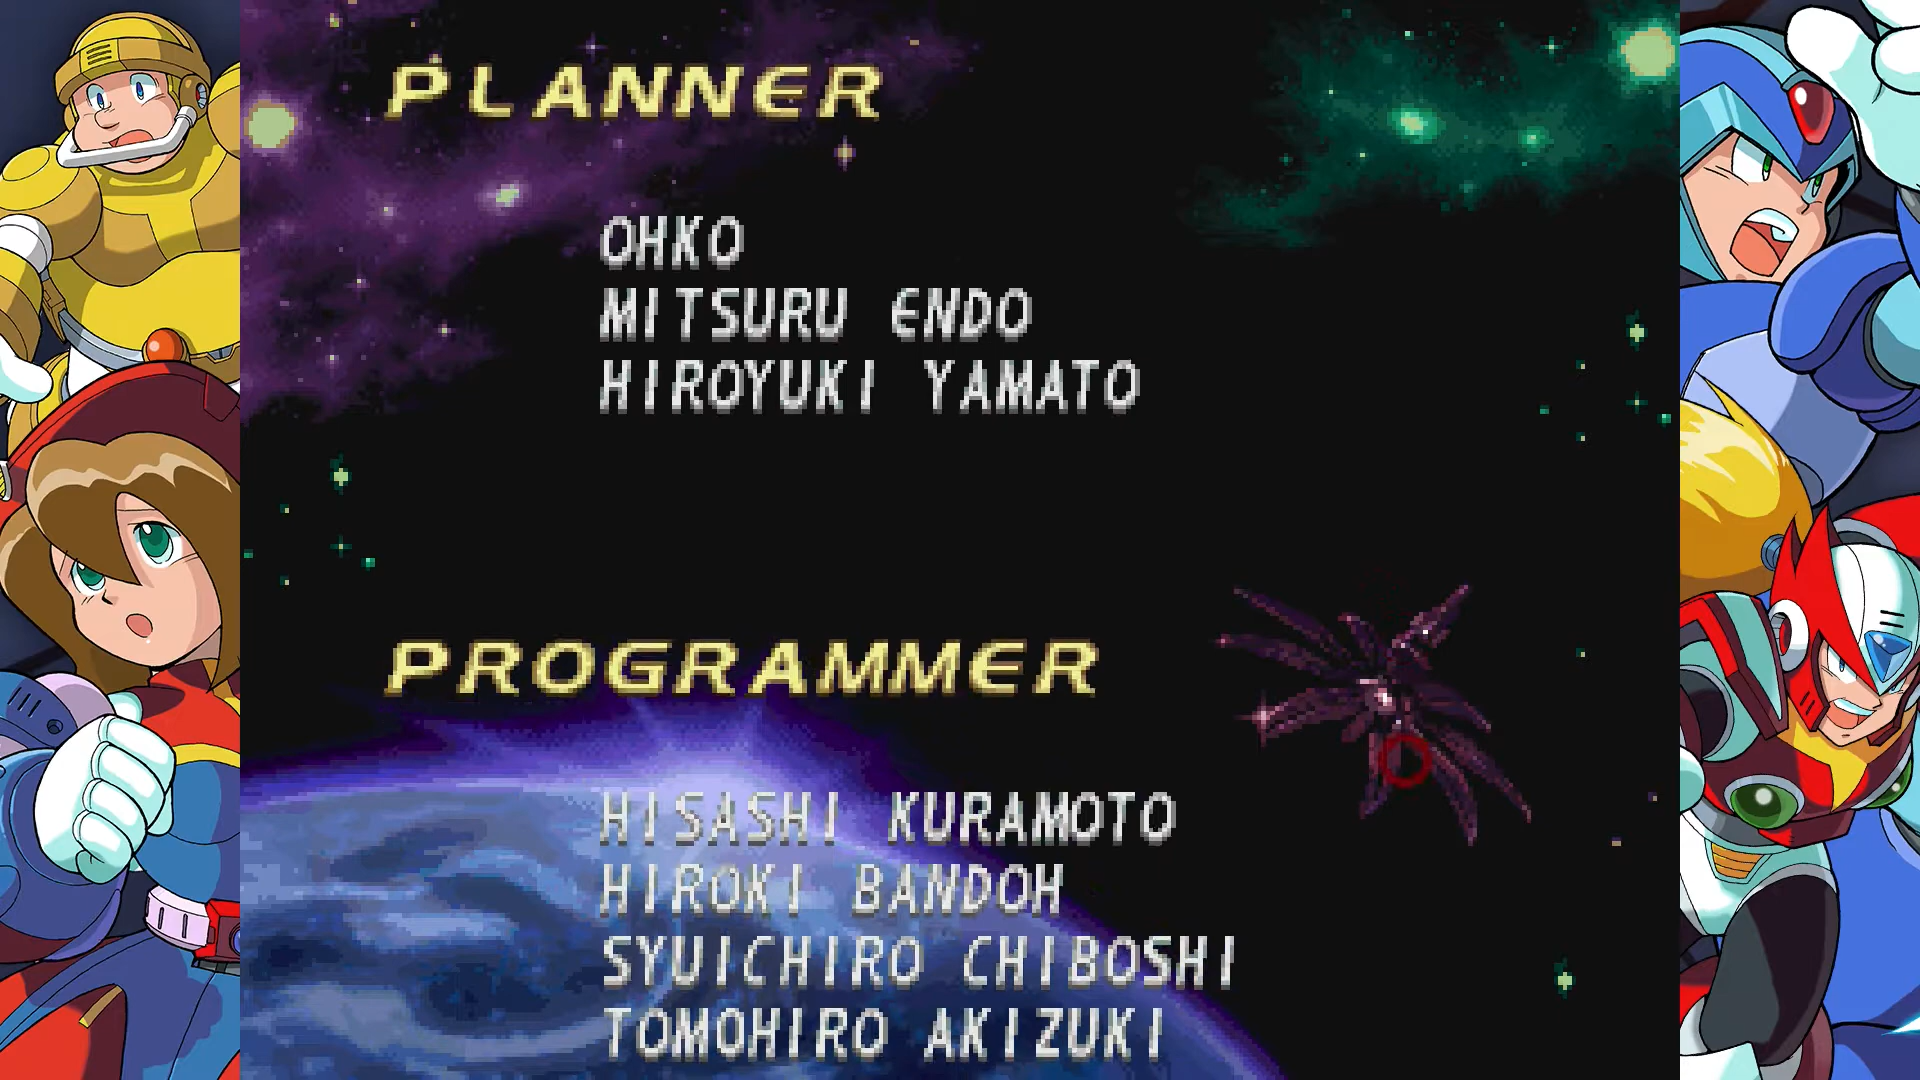 PLANNER
OHKO
MITSURU ENDO
HIROYUKI YAMATO
PROGRAMMER
HISASHI KURAMOTO
HIROKI BANDOH
SYUICHIRO CHIBOSHI
TOMOHIRO AKIZUKI